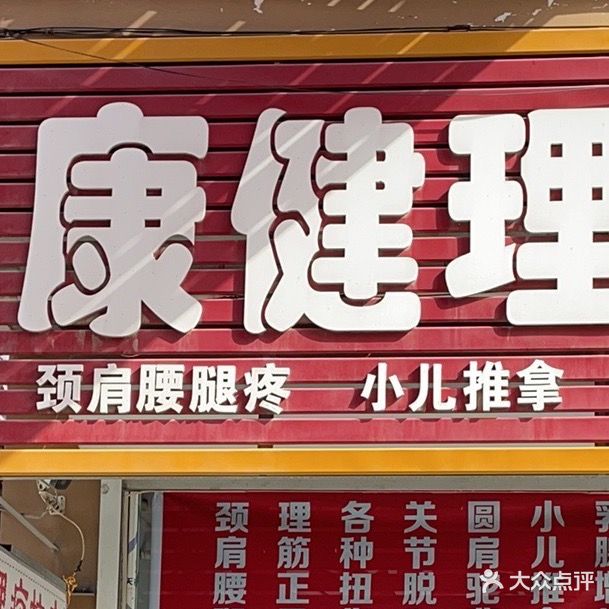 康健理
颈肩腰腿疼 小儿推拿
颈肩腰
理筋正
各种扭
关节脱
圆肩驼
小儿推
大众点评